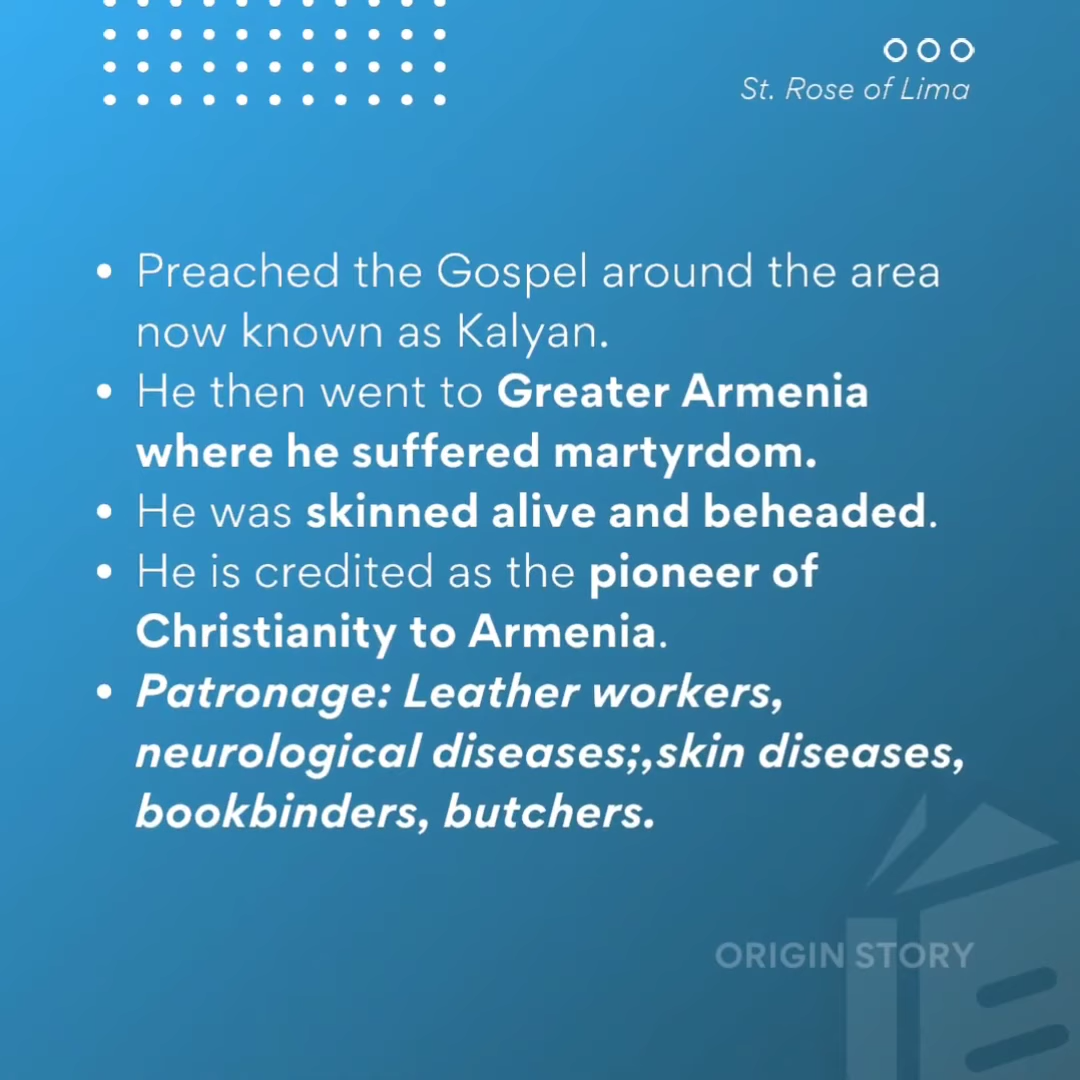 St. Rose of Lima
• Preached the Gospel around the area
now known as Kalyan.
• He then went to Greater Armenia
where he suffered martyrdom.
• He was skinned alive and beheaded.
• He is credited as the pioneer of
Christianity to Armenia.
• Patronage: Leather workers,
neurological diseases;,skin diseases,
bookbinders, butchers.
ORIGIN STORY